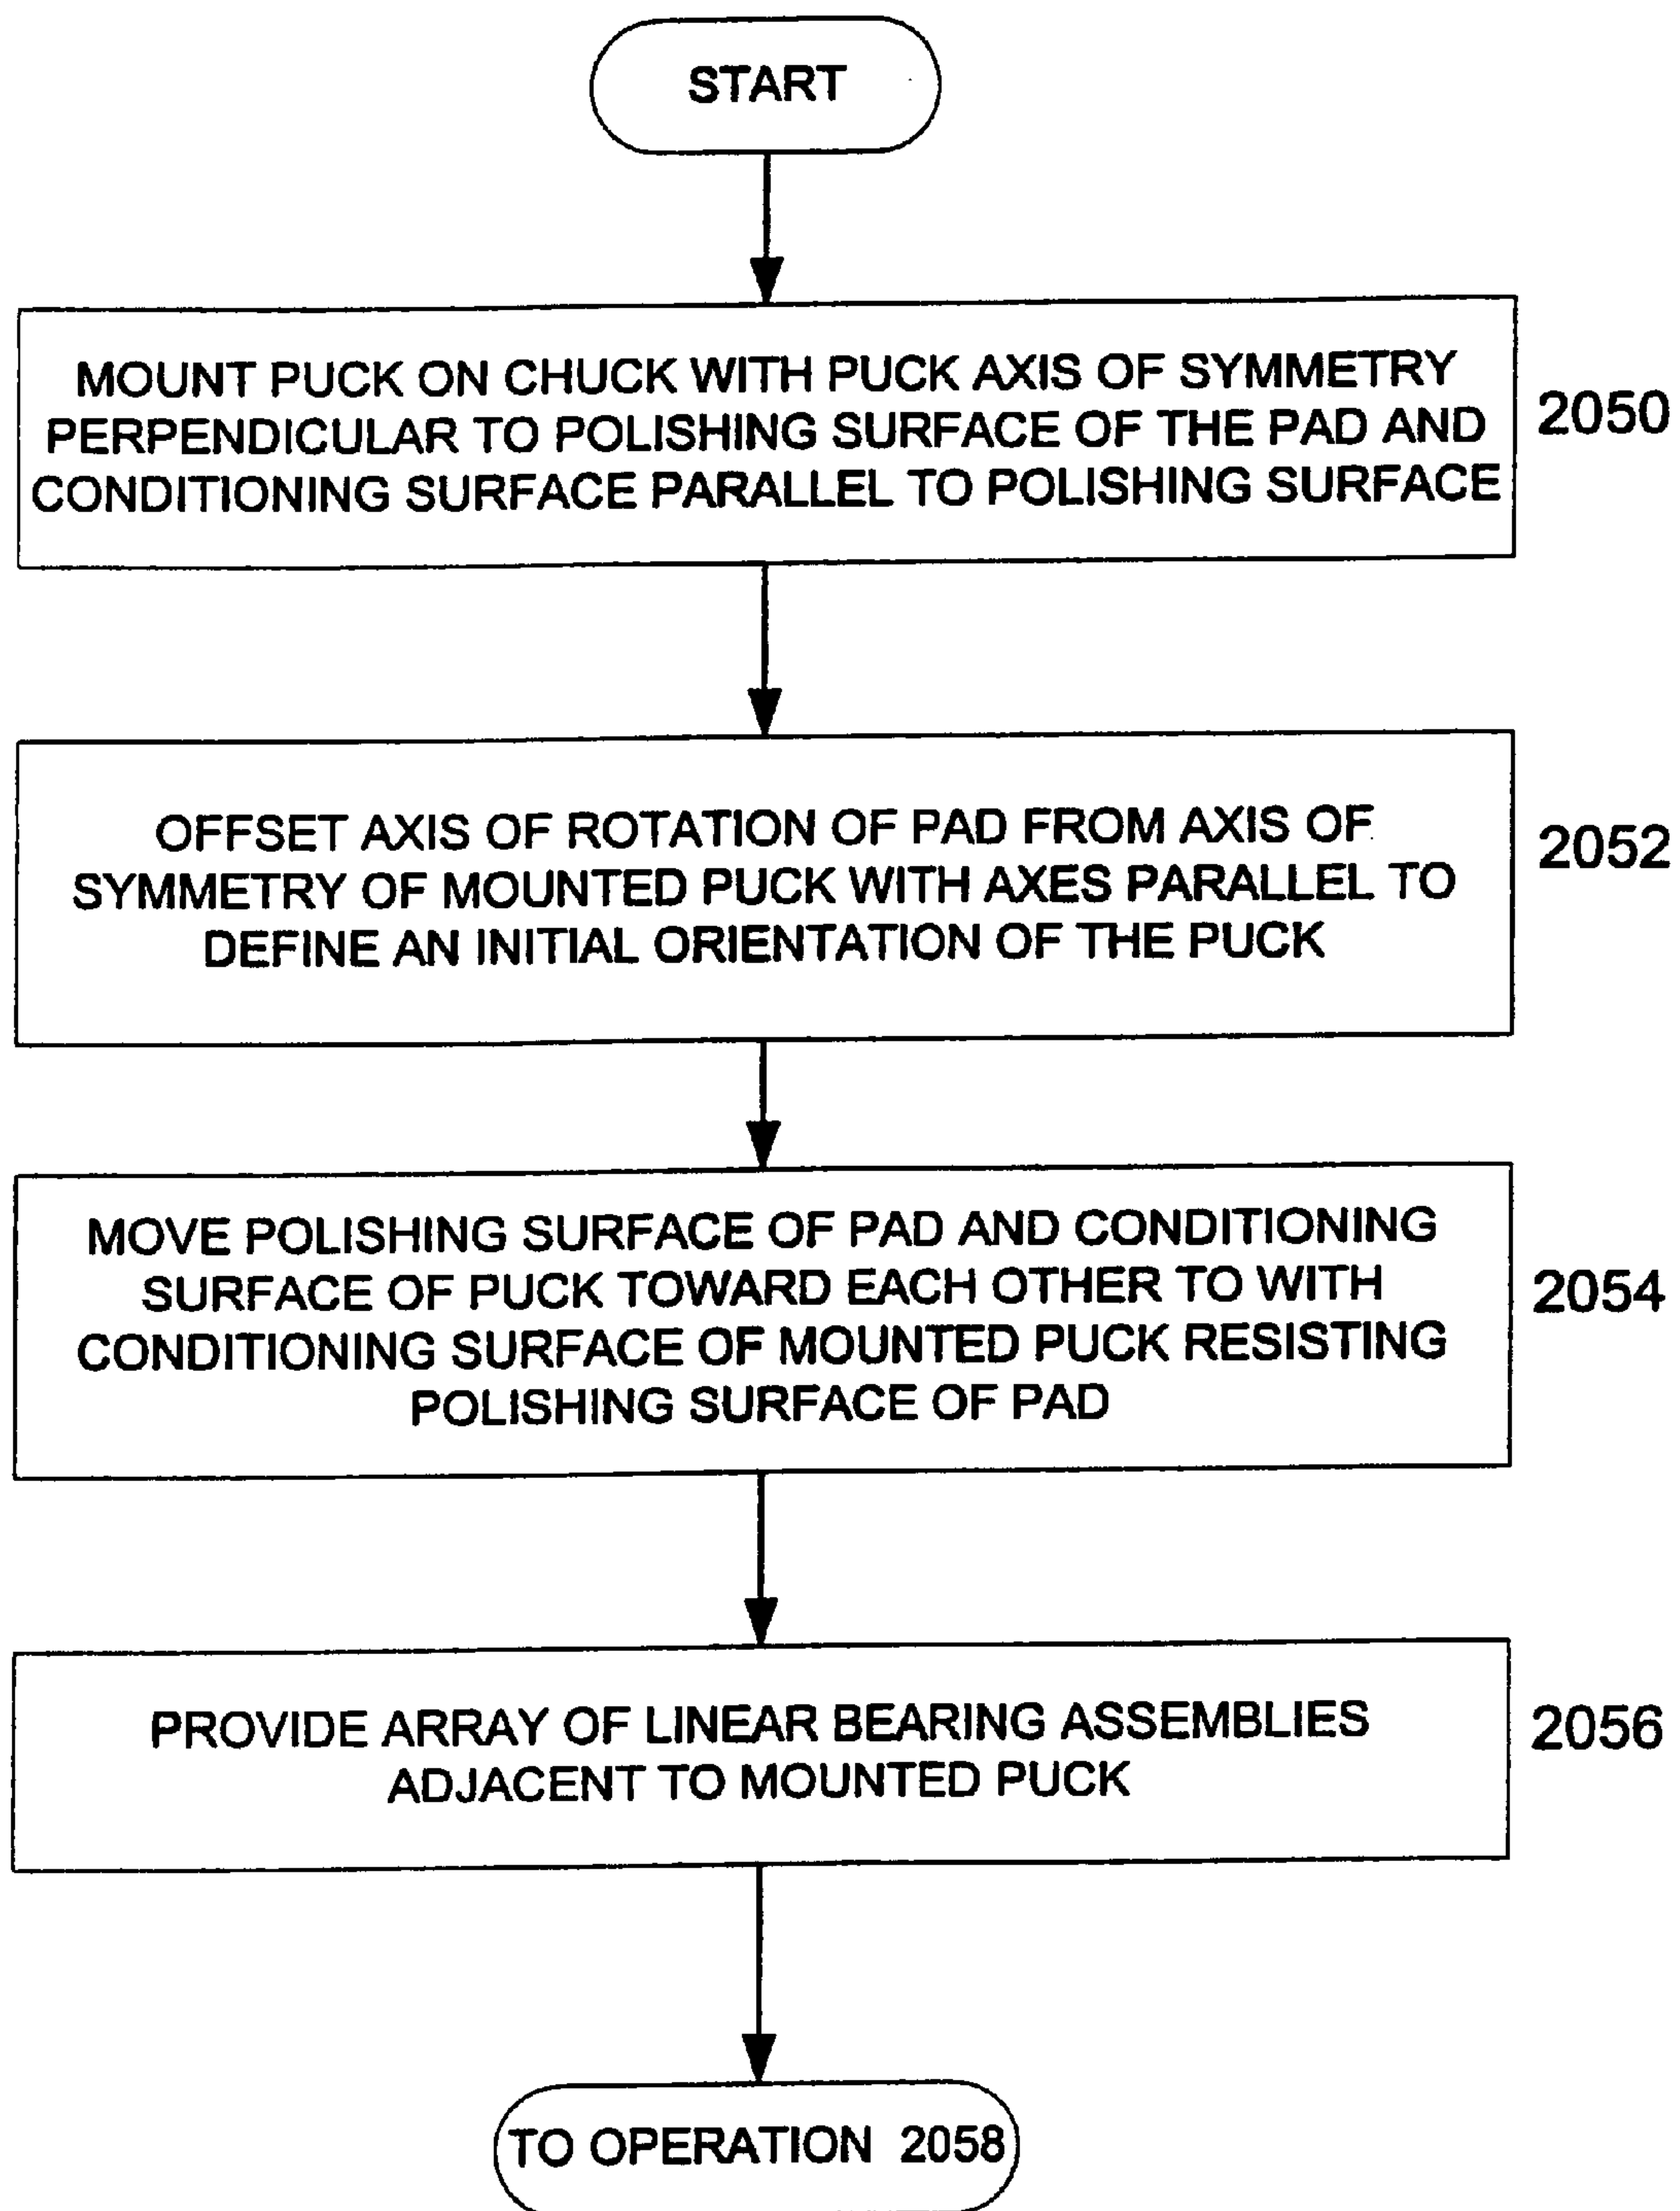 START
MOUNT PUCK ON CHUCK WITH PUCK AXIS OF SYMMETRY
PERPENDICULAR TO POLISHING SURFACE OF THE PAD AND
CONDITIONING SURFACE PARALLEL TO POLISHING SURFACE
2050
OFFSET AXIS OF ROTATION OF PAD FROM AXIS OF
SYMMETRY OF MOUNTED PUCK WITH AXES PARALLEL TO
DEFINE AN INITIAL ORIENTATION OF THE PUCK
2052
MOVE POLISHING SURFACE OF PAD AND CONDITIONING
SURFACE OF PUCK TOWARD EACH OTHER TO WITH
CONDITIONING SURFACE OF MOUNTED PUCK RESISTING
POLISHING SURFACE OF PAD
2054
PROVIDE ARRAY OF LINEAR BEARING ASSEMBLIES
ADJACENT TO MOUNTED PUCK
2056
TO OPERATION 2058